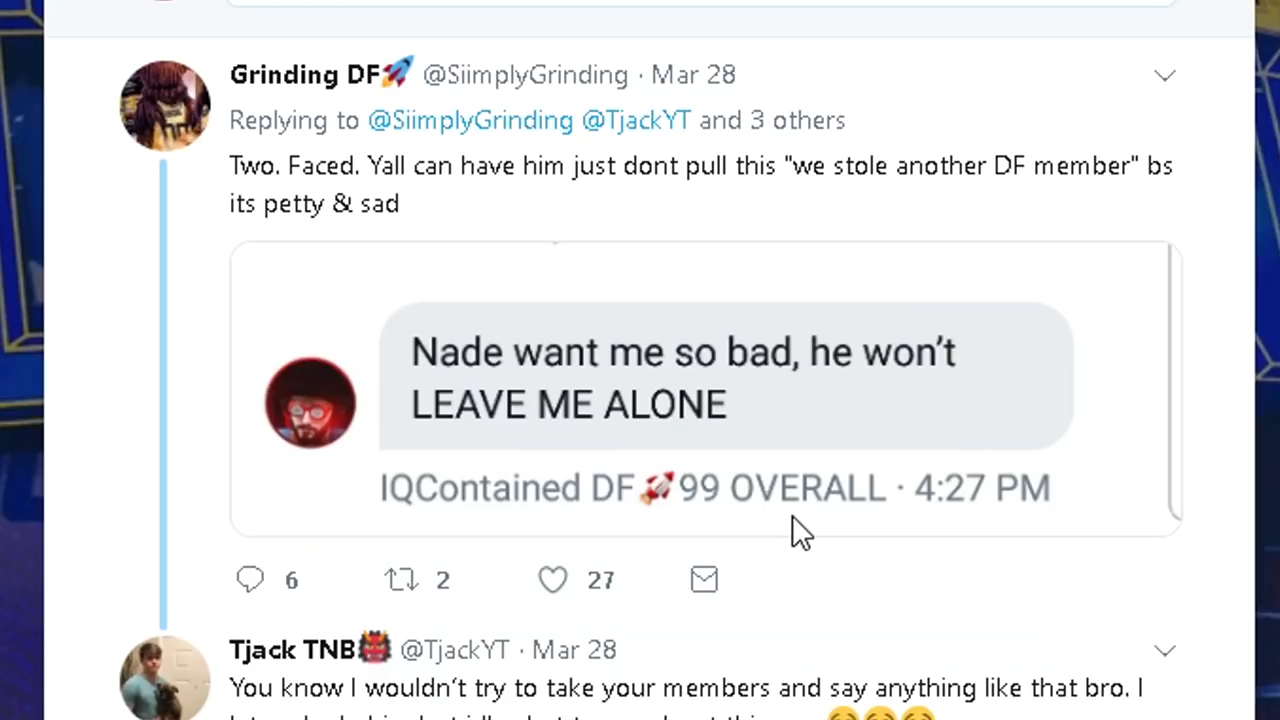 Grinding DF🚀 @SiimplyGrinding · Mar 28
Replying to @SiimplyGrinding @TjackYT and 3 others
Two. Faced. Yall can have him just dont pull this "we stole another DF member" bs
its petty & sad
Nade want me so bad, he won't
LEAVE ME ALONE
IQContained DF🚀99 OVERALL · 4:27 PM
6 2 27
Tjack TNB👹 @TjackYT · Mar 28
You know I wouldn't try to take your members and say anything like that bro. I